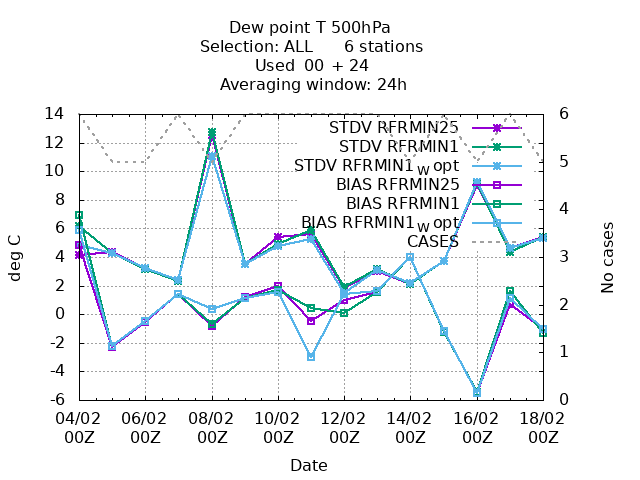 Dew point T 500hPa
Selection: ALL      6 stations
Used  00 + 24
Averaging window: 24h
14
12
10
8
6
4
2
0
-2
-4
-6
deg C
6
5
4
3
2
1
0
No cases
STDV RFRMIN25
STDV RFRMIN1
STDV RFRMIN1_w opt
BIAS RFRMIN25
BIAS RFRMIN1
BIAS RFRMIN1_w opt
CASES
04/02 06/02 08/02 10/02 12/02 14/02 16/02 18/02
00Z 00Z 00Z 00Z 00Z 00Z 00Z 00Z
Date